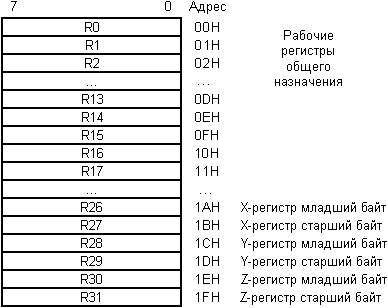 7 0 Адрес
R0 00H Рабочие
R1 01H регистры
R2 02H общего
... ... назначения
R13 0DH
R14 0EH
R15 0FH
R16 10H
R17 11H
... ...
R26 1AH X-регистр младший байт
R27 1BH X-регистр старший байт
R28 1CH Y-регистр младший байт
R29 1DH Y-регистр старший байт
R30 1EH Z-регистр младший байт
R31 1FH Z-регистр старший байт